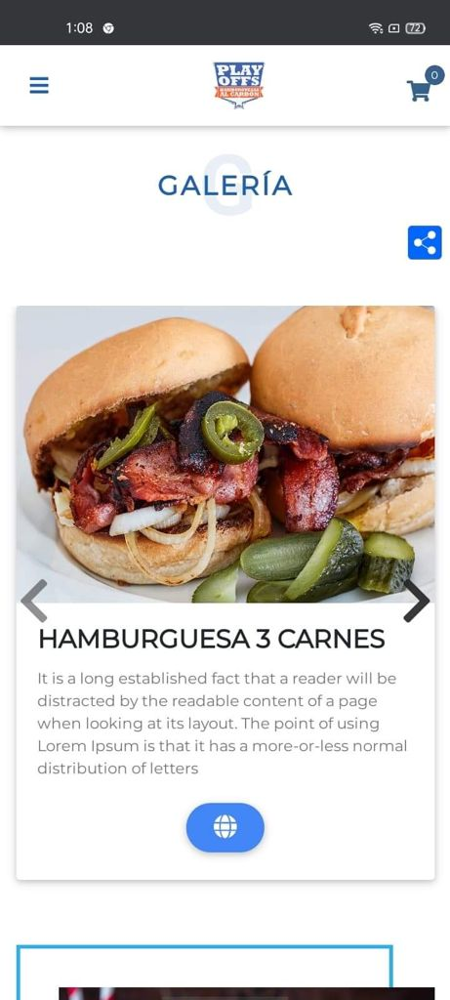 1:08
72
PLAY
OFFS
HAMBURGUESAS
AL CARBÓN
0
G
GALERÍA
HAMBURGUESA 3 CARNES
It is a long established fact that a reader will be
distracted by the readable content of a page
when looking at its layout. The point of using
Lorem Ipsum is that it has a more-or-less normal
distribution of letters